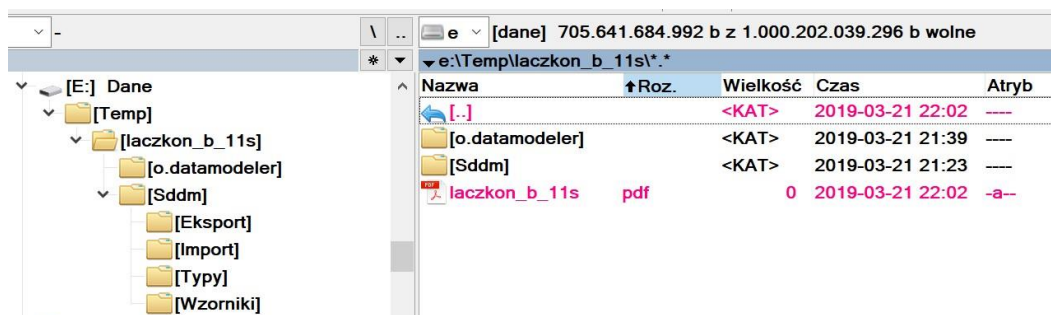 -
\ ..
e [dane] 705.641.684.992 b z 1.000.202.039.296 b wolne
*
e:\Temp\laczkon_b_11s\*.*
[E:] Dane
[Temp]
[laczkon_b_11s]
[o.datamodeler]
[Sddm]
[Eksport]
[Import]
[Typy]
[Wzorniki]
Nazwa Roz. Wielkość Czas Atryb
[..] <KAT> 2019-03-21 22:02 ----
[o.datamodeler] <KAT> 2019-03-21 21:39 ----
[Sddm] <KAT> 2019-03-21 21:23 ----
PDF laczkon_b_11s pdf 0 2019-03-21 22:02 -a--